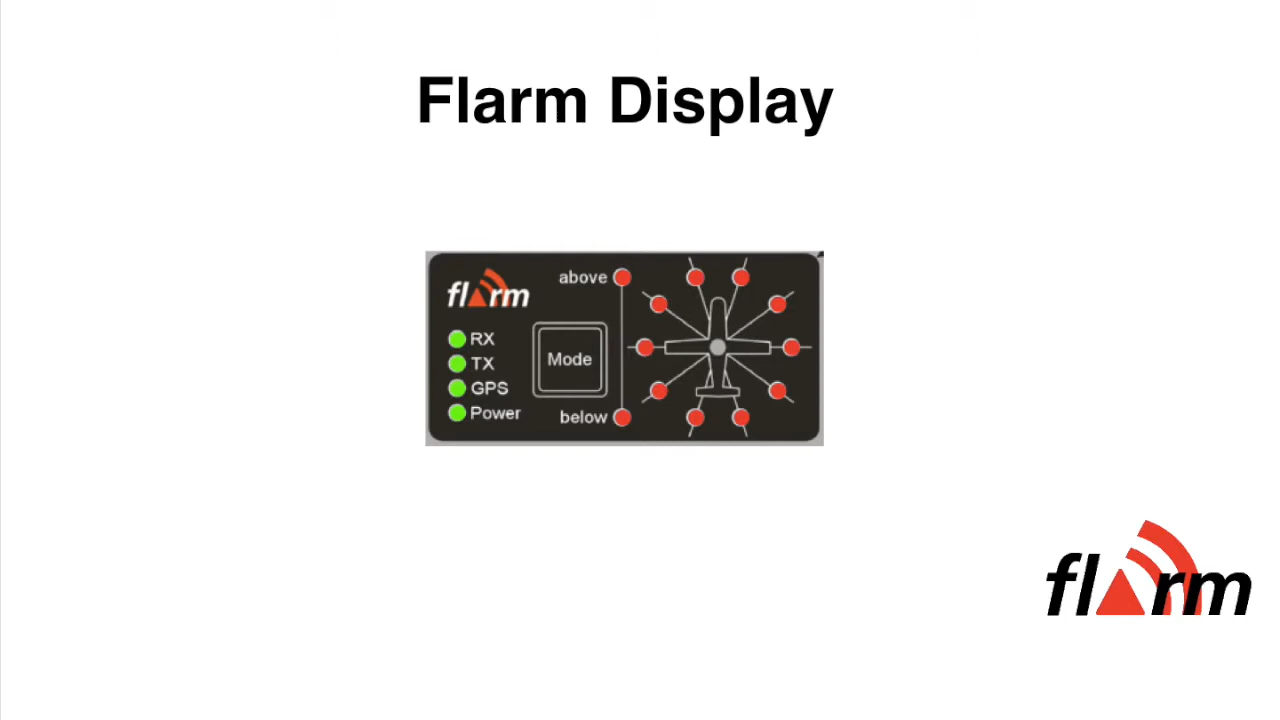 Flarm Display
flarm
above
RX
TX
GPS
Power
Mode
below
flarm